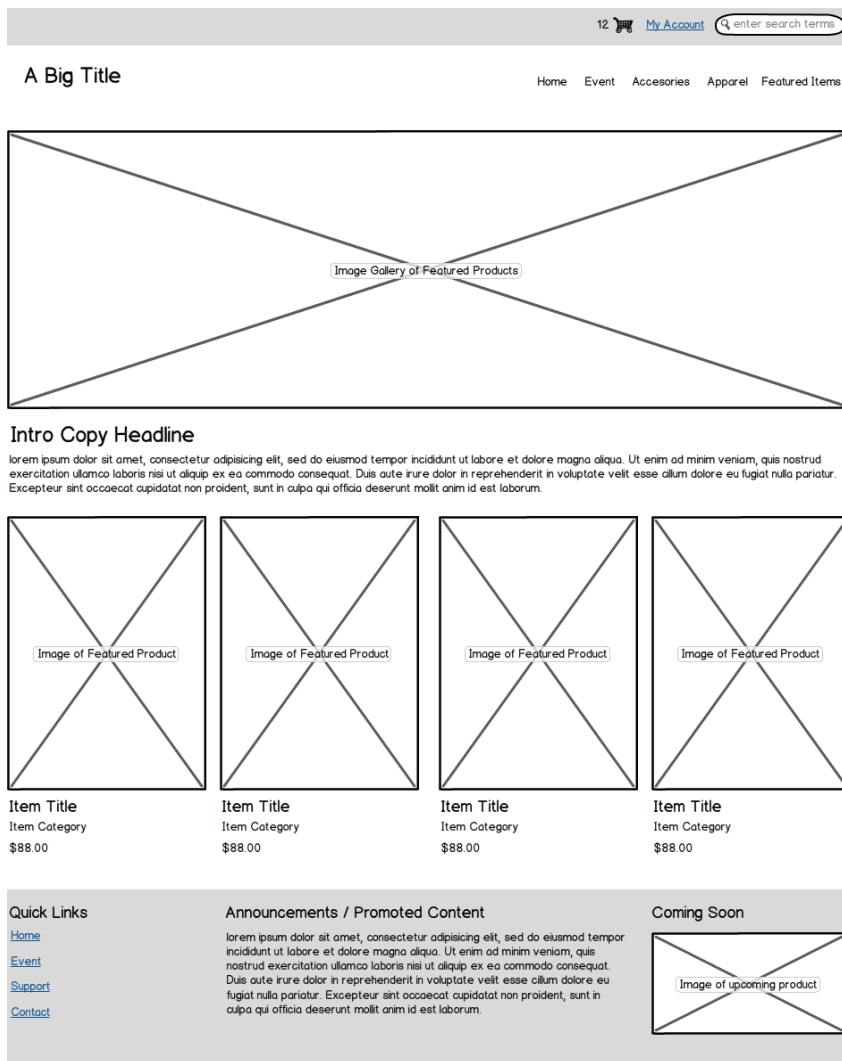 12 My Account enter search terms
A Big Title
Home Event Accesories Apparel Featured Items
Image Gallery of Featured Products
Intro Copy Headline
lorem ipsum dolor sit amet, consectetur adipisicing elit, sed do eiusmod tempor incididunt ut labore et dolore magna aliqua. Ut enim ad minim veniam, quis nostrud
exercitation ullamco laboris nisi ut aliquip ex ea commodo consequat. Duis aute irure dolor in reprehenderit in voluptate velit esse cillum dolore eu fugiat nulla pariatur.
Excepteur sint occaecat cupidatat non proident, sunt in culpa qui officia deserunt mollit anim id est laborum.
Image of Featured Product Image of Featured Product Image of Featured Product Image of Featured Product
Item Title Item Title Item Title Item Title
Item Category Item Category Item Category Item Category
$88.00 $88.00 $88.00 $88.00
Quick Links
Home
Event
Support
Contact
Announcements / Promoted Content
lorem ipsum dolor sit amet, consectetur adipisicing elit, sed do eiusmod tempor
incididunt ut labore et dolore magna aliqua. Ut enim ad minim veniam, quis
nostrud exercitation ullamco laboris nisi ut aliquip ex ea commodo consequat.
Duis aute irure dolor in reprehenderit in voluptate velit esse cillum dolore eu
fugiat nulla pariatur. Excepteur sint occaecat cupidatat non proident, sunt in
culpa qui officia deserunt mollit anim id est laborum.
Coming Soon
Image of upcoming product